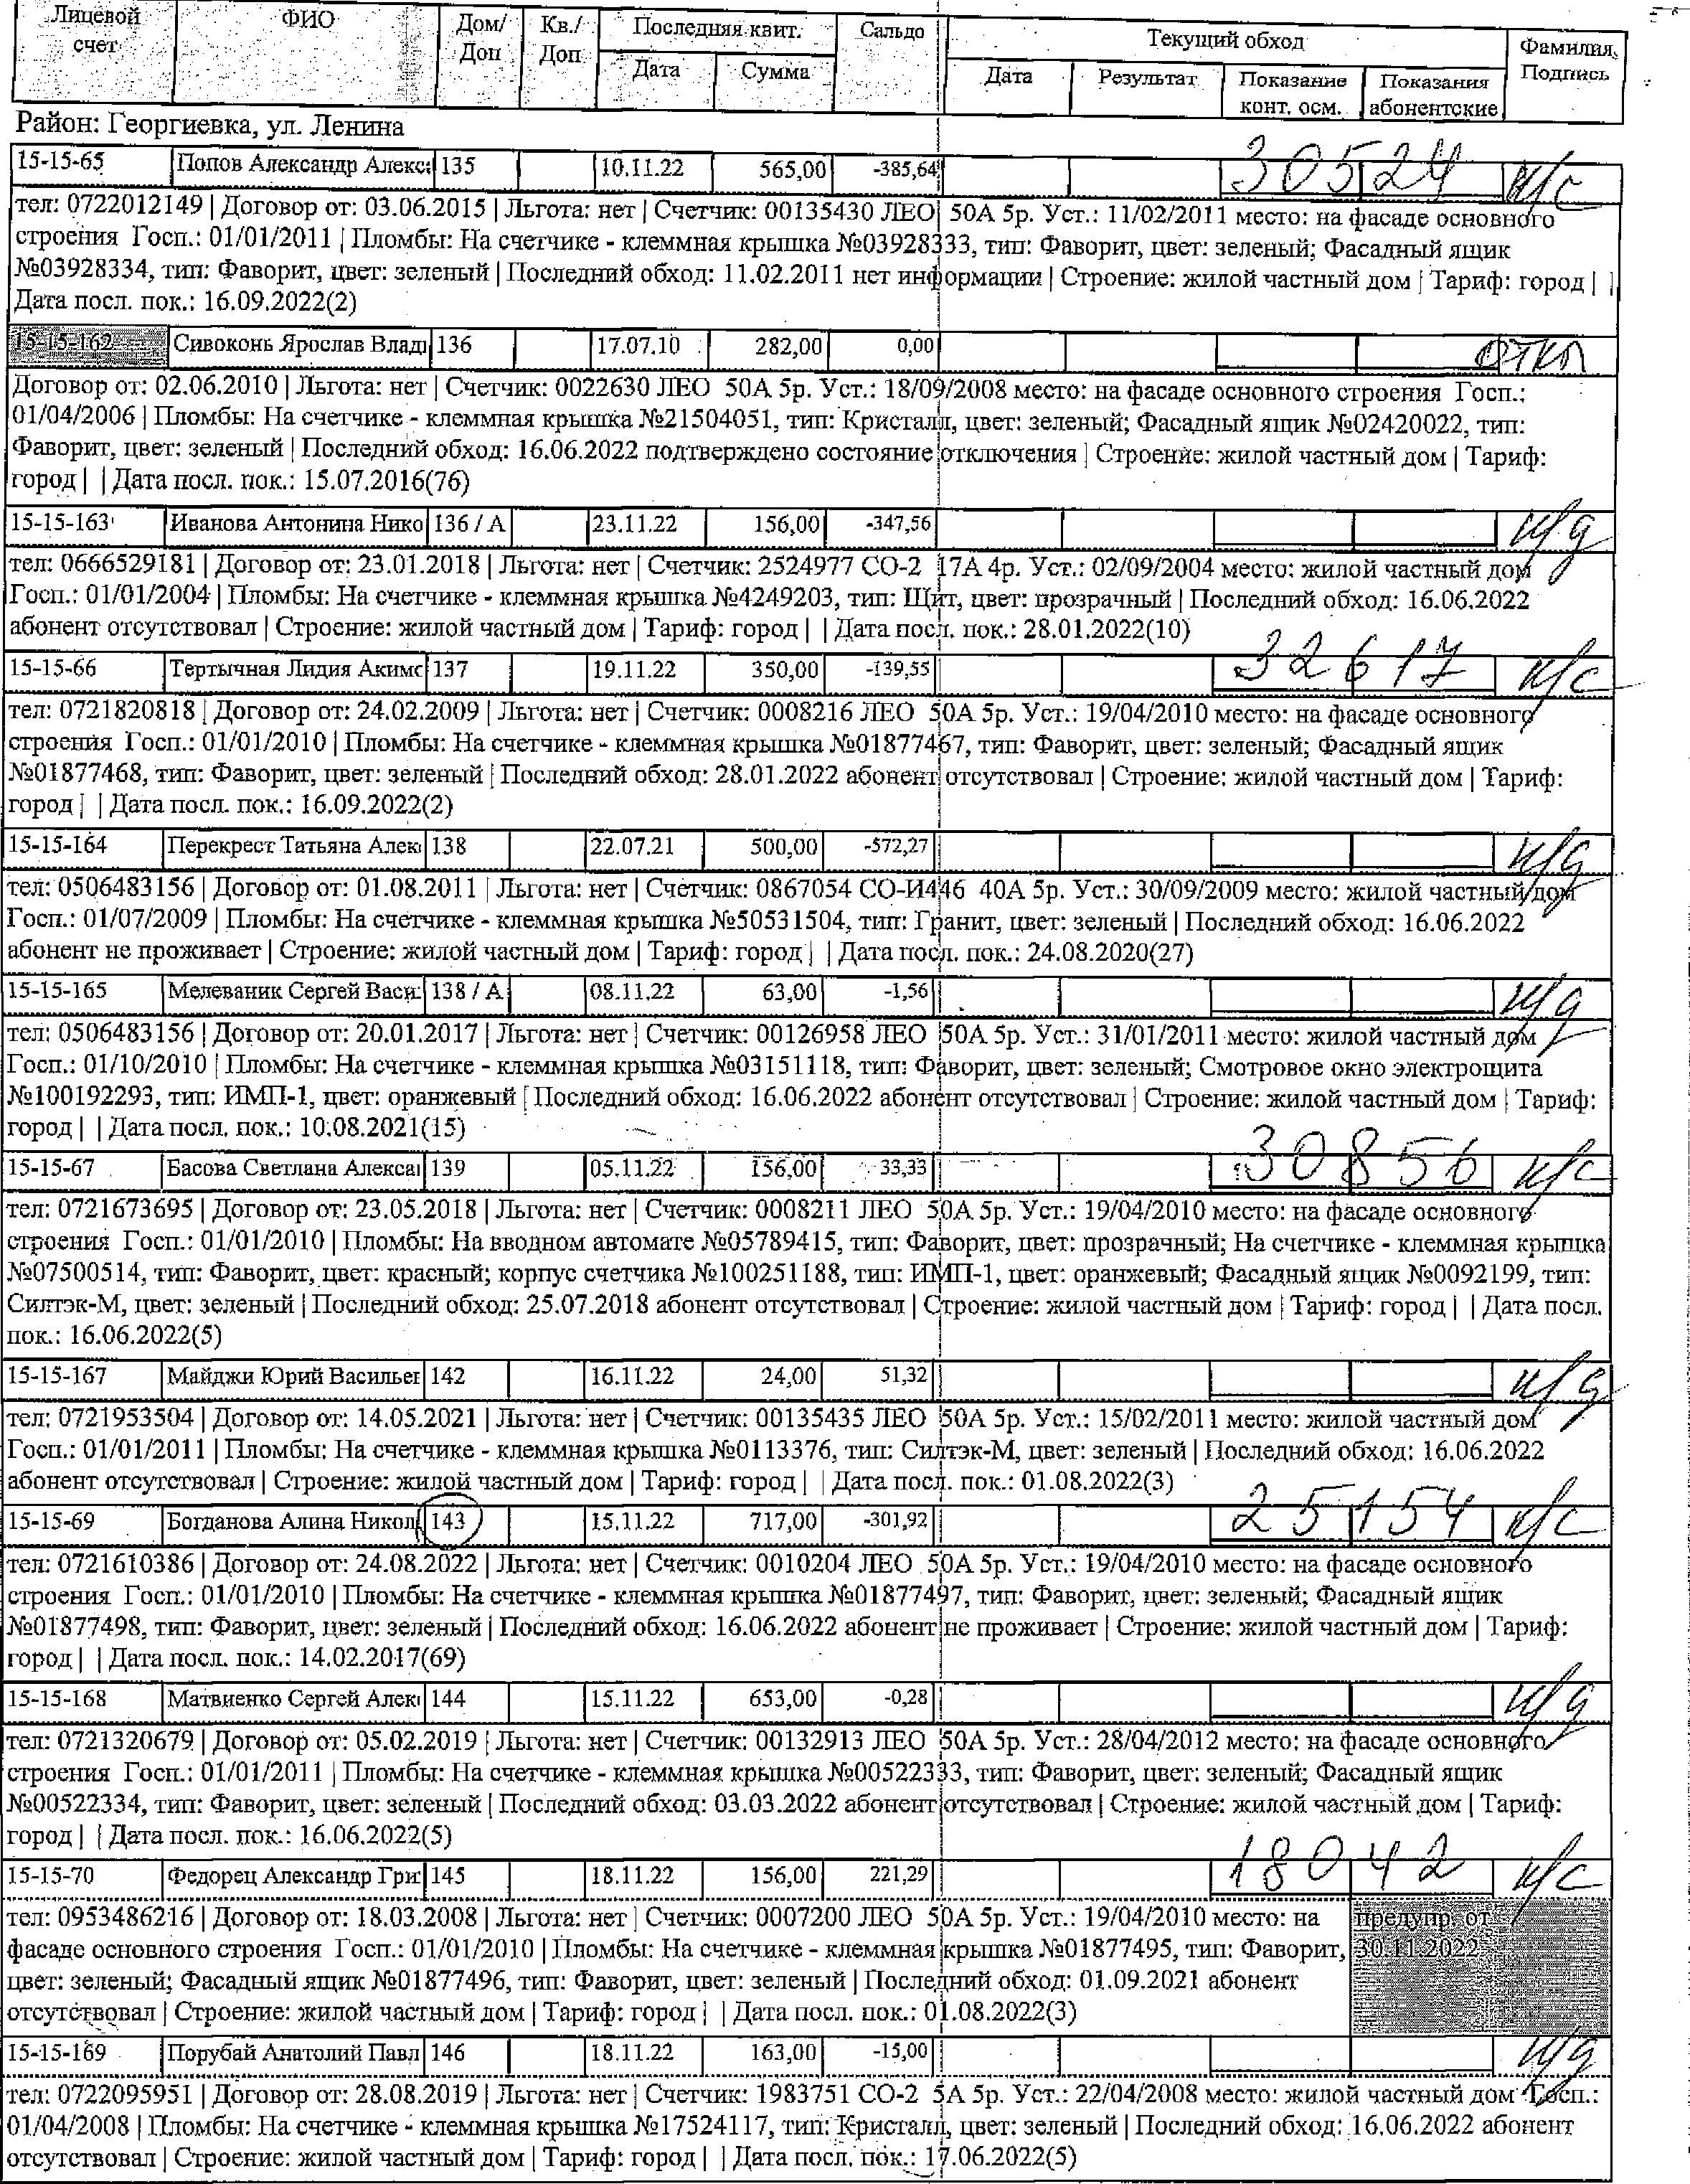 Лицевой счет ФИО Дом/Доп Кв./Доп Последняя квит. Сальдо Текущий обход Фамилия, Подпись
Дата Сумма Дата Результат Показание конт. осм. Показания абонентские
Район: Георгиевка, ул. Ленина
15-15-65 Попов Александр Алекс 135 10.11.22 565,00 -385,64 30524 н/с
тел: 0722012149 | Договор от: 03.06.2015 | Льгота: нет | Счетчик: 00135430 ЛЕО 50А 5р. Уст.: 11/02/2011 место: на фасаде основного
строения Госп.: 01/01/2011 | Пломбы: На счетчике - клеммная крышка №03928333, тип: Фаворит, цвет: зеленый; Фасадный ящик
№03928334, тип: Фаворит, цвет: зеленый | Последний обход: 11.02.2011 нет информации | Строение: жилой частный дом | Тариф: город | |
Дата посл. пок.: 16.09.2022(2)
15-15-162 Сивоконь Ярослав Влад 136 17.07.10 282,00 0,00 откл
Договор от: 02.06.2010 | Льгота: нет | Счетчик: 0022630 ЛЕО 50А 5р. Уст.: 18/09/2008 место: на фасаде основного строения Госп.:
01/04/2006 | Пломбы: На счетчике - клеммная крышка №21504051, тип: Кристалл, цвет: зеленый; Фасадный ящик №02420022, тип:
Фаворит, цвет: зеленый | Последний обход: 16.06.2022 подтверждено состояние отключения | Строение: жилой частный дом | Тариф:
город | | Дата посл. пок.: 15.07.2016(76)
15-15-163 Иванова Антонина Нико 136 / А 23.11.22 156,00 -347,56 н/д
тел: 0666529181 | Договор от: 23.01.2018 | Льгота: нет | Счетчик: 2524977 СО-2 17А 4р. Уст.: 02/09/2004 место: жилой частный дом
Госп.: 01/01/2004 | Пломбы: На счетчике - клеммная крышка №4249203, тип: Щит, цвет: прозрачный | Последний обход: 16.06.2022
абонент отсутствовал | Строение: жилой частный дом | Тариф: город | | Дата посл. пок.: 28.01.2022(10)
15-15-66 Тертычная Лидия Акимс 137 19.11.22 350,00 -139,55 32617 н/с
тел: 0721820818 | Договор от: 24.02.2009 | Льгота: нет | Счетчик: 0008216 ЛЕО 50А 5р. Уст.: 19/04/2010 место: на фасаде основного
строения Госп.: 01/01/2010 | Пломбы: На счетчике - клеммная крышка №01877467, тип: Фаворит, цвет: зеленый; Фасадный ящик
№01877468, тип: Фаворит, цвет: зеленый | Последний обход: 28.01.2022 абонент отсутствовал | Строение: жилой частный дом | Тариф:
город | | Дата посл. пок.: 16.09.2022(2)
15-15-164 Перекрест Татьяна Алек 138 22.07.21 500,00 -572,27 н/д
тел: 0506483156 | Договор от: 01.08.2011 | Льгота: нет | Счетчик: 0867054 СО-И446 40А 5р. Уст.: 30/09/2009 место: жилой частный дом
Госп.: 01/07/2009 | Пломбы: На счетчике - клеммная крышка №50531504, тип: Гранит, цвет: зеленый | Последний обход: 16.06.2022
абонент не проживает | Строение: жилой частный дом | Тариф: город | | Дата посл. пок.: 24.08.2020(27)
15-15-165 Мелеваник Сергей Васи 138 / А 08.11.22 63,00 -1,56 н/д
тел: 0506483156 | Договор от: 20.01.2017 | Льгота: нет | Счетчик: 00126958 ЛЕО 50А 5р. Уст.: 31/01/2011 место: жилой частный дом
Госп.: 01/10/2010 | Пломбы: На счетчике - клеммная крышка №03151118, тип: Фаворит, цвет: зеленый; Смотровое окно электрощита
№100192293, тип: ИМП-1, цвет: оранжевый | Последний обход: 16.06.2022 абонент отсутствовал | Строение: жилой частный дом | Тариф:
город | | Дата посл. пок.: 10.08.2021(15)
15-15-67 Басова Светлана Алекса 139 05.11.22 156,00 33,33 30856 н/с
тел: 0721673695 | Договор от: 23.05.2018 | Льгота: нет | Счетчик: 0008211 ЛЕО 50А 5р. Уст.: 19/04/2010 место: на фасаде основного
строения Госп.: 01/01/2010 | Пломбы: На вводном автомате №05789415, тип: Фаворит, цвет: прозрачный; На счетчике - клеммная крышка
№07500514, тип: Фаворит, цвет: красный; корпус счетчика №100251188, тип: ИМП-1, цвет: оранжевый; Фасадный ящик №0092199, тип:
Силтэк-М, цвет: зеленый | Последний обход: 25.07.2018 абонент отсутствовал | Строение: жилой частный дом | Тариф: город | | Дата посл.
пок.: 16.06.2022(5)
15-15-167 Майджи Юрий Васильев 142 16.11.22 24,00 51,32 н/д
тел: 0721953504 | Договор от: 14.05.2021 | Льгота: нет | Счетчик: 00135435 ЛЕО 50А 5р. Уст.: 15/02/2011 место: жилой частный дом
Госп.: 01/01/2011 | Пломбы: На счетчике - клеммная крышка №0113376, тип: Силтэк-М, цвет: зеленый | Последний обход: 16.06.2022
абонент отсутствовал | Строение: жилой частный дом | Тариф: город | | Дата посл. пок.: 01.08.2022(3)
15-15-69 Богданова Алина Никол 143 15.11.22 717,00 -301,92 25154 н/с
тел: 0721610386 | Договор от: 24.08.2022 | Льгота: нет | Счетчик: 0010204 ЛЕО 50А 5р. Уст.: 19/04/2010 место: на фасаде основного
строения Госп.: 01/01/2010 | Пломбы: На счетчике - клеммная крышка №01877497, тип: Фаворит, цвет: зеленый; Фасадный ящик
№01877498, тип: Фаворит, цвет: зеленый | Последний обход: 16.06.2022 абонент не проживает | Строение: жилой частный дом | Тариф:
город | | Дата посл. пок.: 14.02.2017(69)
15-15-168 Матвиенко Сергей Алек 144 15.11.22 653,00 -0,28 н/д
тел: 0721320679 | Договор от: 05.02.2019 | Льгота: нет | Счетчик: 00132913 ЛЕО 50А 5р. Уст.: 28/04/2012 место: на фасаде основного
строения Госп.: 01/01/2011 | Пломбы: На счетчике - клеммная крышка №00522333, тип: Фаворит, цвет: зеленый; Фасадный ящик
№00522334, тип: Фаворит, цвет: зеленый | Последний обход: 03.03.2022 абонент отсутствовал | Строение: жилой частный дом | Тариф:
город | | Дата посл. пок.: 16.06.2022(5)
15-15-70 Федорец Александр Гри 145 18.11.22 156,00 221,29 18042 н/с
тел: 0953486216 | Договор от: 18.03.2008 | Льгота: нет | Счетчик: 0007200 ЛЕО 50А 5р. Уст.: 19/04/2010 место: на предупр. от
фасаде основного строения Госп.: 01/01/2010 | Пломбы: На счетчике - клеммная крышка №01877495, тип: Фаворит, 30.11.2022
цвет: зеленый; Фасадный ящик №01877496, тип: Фаворит, цвет: зеленый | Последний обход: 01.09.2021 абонент
отсутствовал | Строение: жилой частный дом | Тариф: город | | Дата посл. пок.: 01.08.2022(3)
15-15-169 Порубай Анатолий Павл 146 18.11.22 163,00 -15,00 н/д
тел: 0722095951 | Договор от: 28.08.2019 | Льгота: нет | Счетчик: 1983751 СО-2 5А 5р. Уст.: 22/04/2008 место: жилой частный дом Госп.:
01/04/2008 | Пломбы: На счетчике - клеммная крышка №17524117, тип: Кристалл, цвет: зеленый | Последний обход: 16.06.2022 абонент
отсутствовал | Строение: жилой частный дом | Тариф: город | | Дата посл. пок.: 17.06.2022(5)